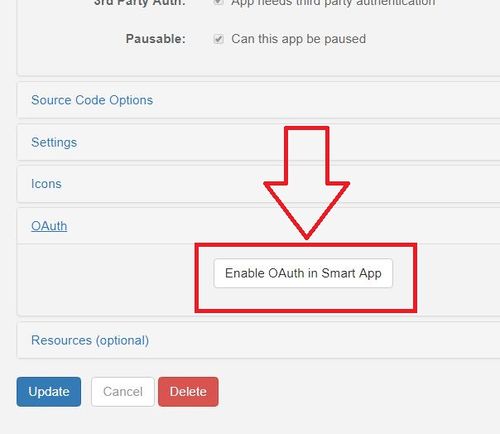 3rd Party Auth: App needs third party authentication
Pausable: Can this app be paused
Source Code Options
Settings
Icons
OAuth
Enable OAuth in Smart App
Resources (optional)
Update Cancel Delete